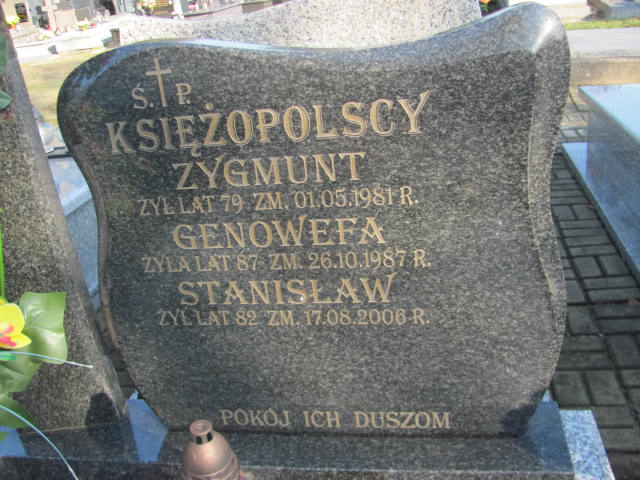 Ś. P.
KSIĘŻOPOLSCY
ZYGMUNT
ŻYŁ LAT 79 ZM. 01.05.1981 R.
GENOWEFA
ŻYŁA LAT 87 ZM. 26.10.1987 R.
STANISŁAW
ŻYŁ LAT 82 ZM. 17.08.2006 R.
POKÓJ ICH DUSZOM